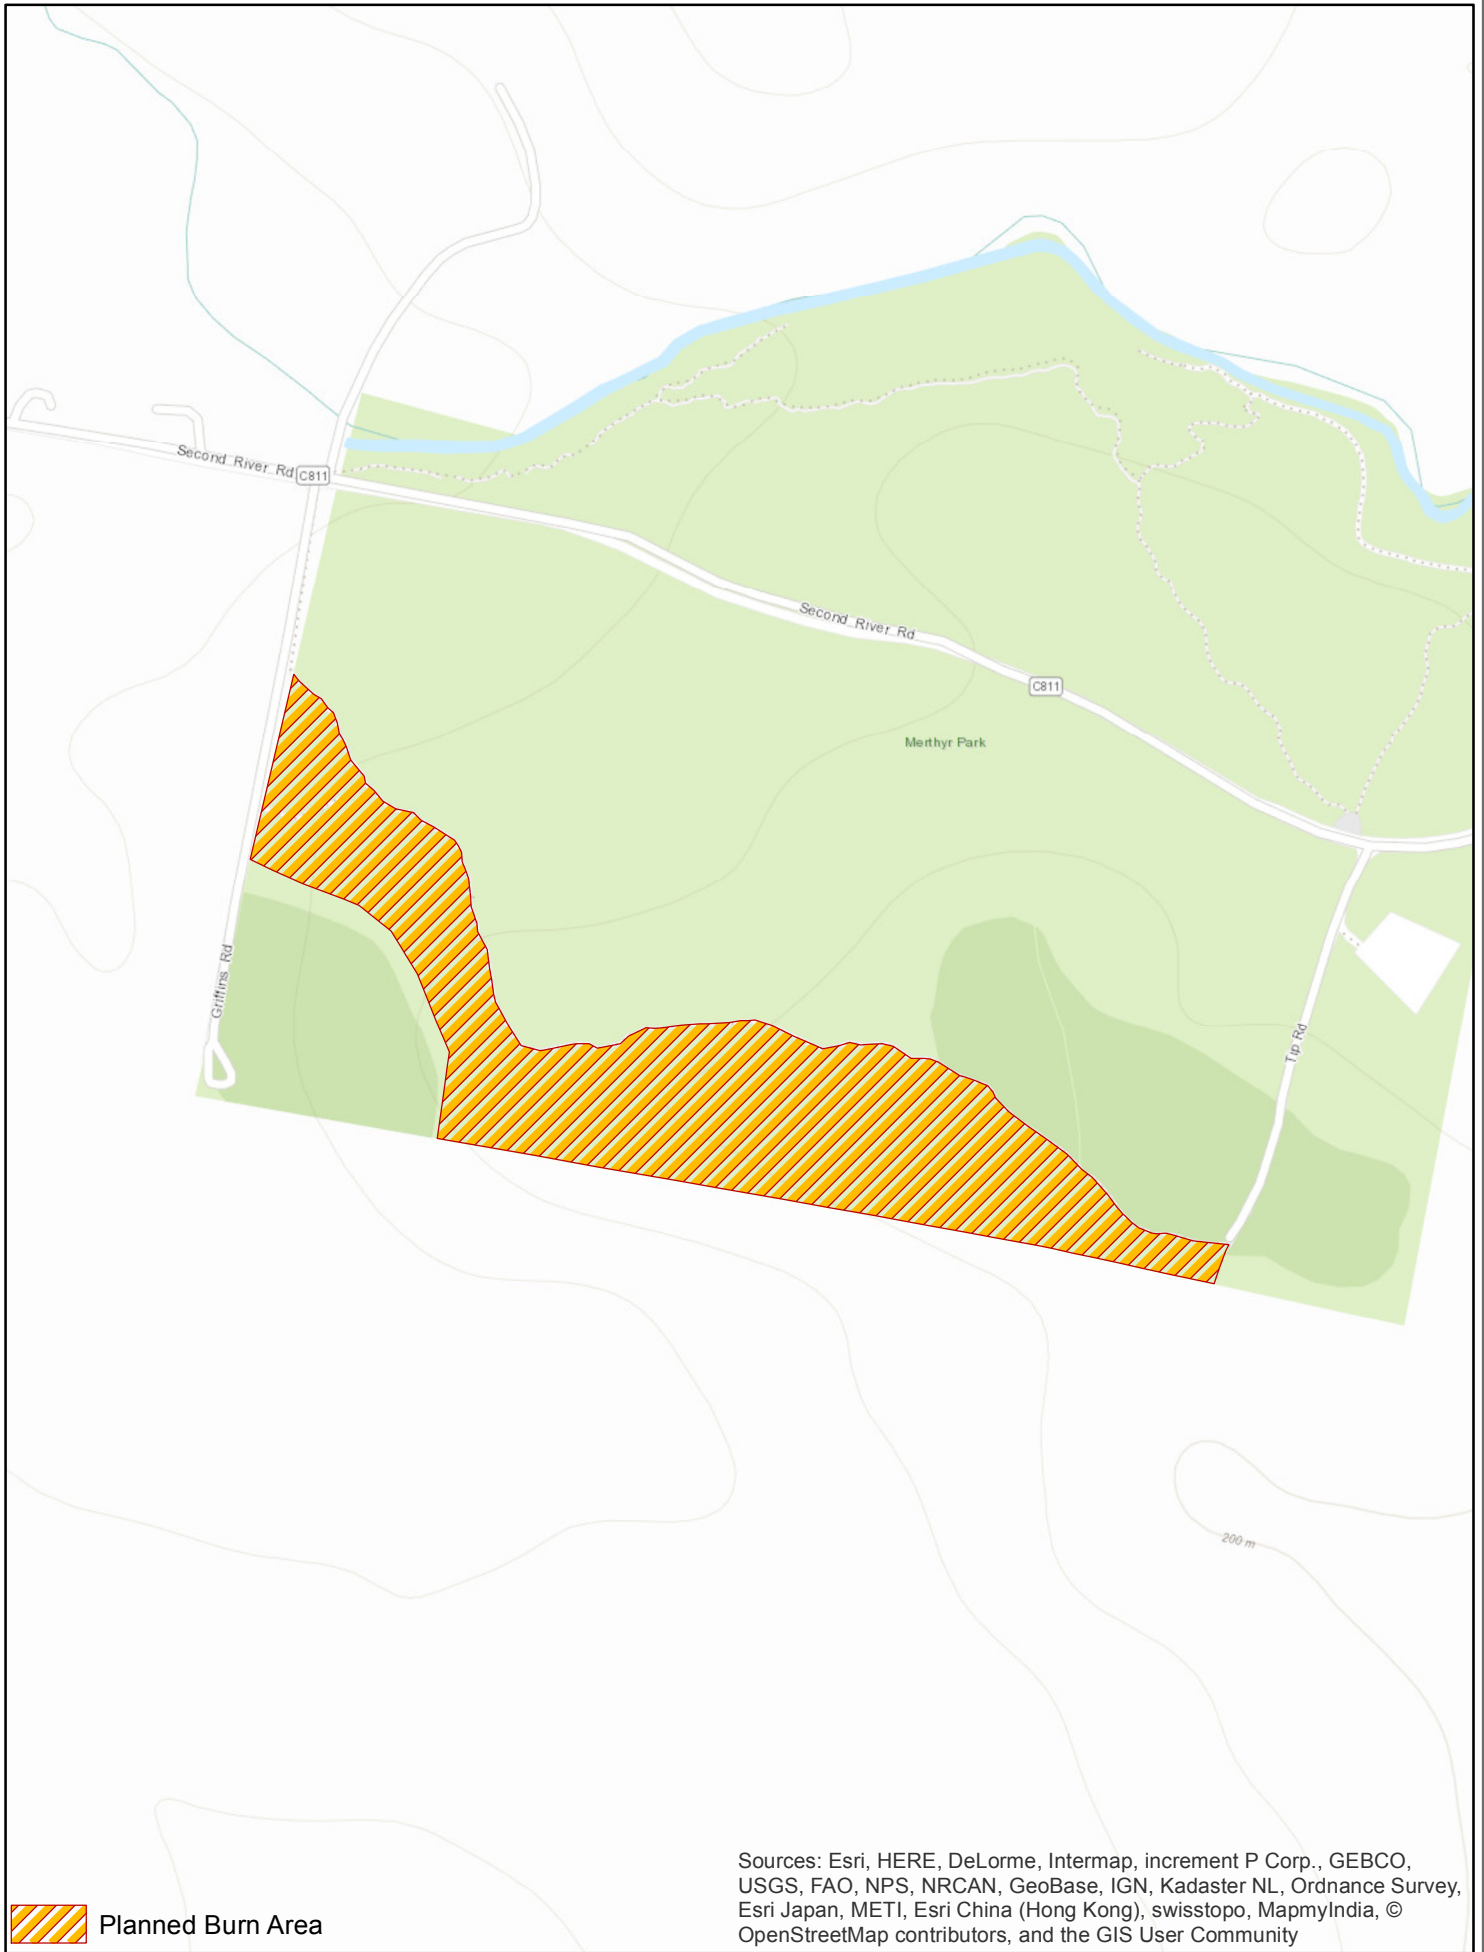 Second River Rd
C811
Second River Rd
C811
Merthyr Park
Griffins Rd
Tip Rd
200 m
Sources: Esri, HERE, DeLorme, Intermap, increment P Corp., GEBCO,
USGS, FAO, NPS, NRCAN, GeoBase, IGN, Kadaster NL, Ordnance Survey,
Esri Japan, METI, Esri China (Hong Kong), swisstopo, MapmyIndia, ©
OpenStreetMap contributors, and the GIS User Community
Planned Burn Area